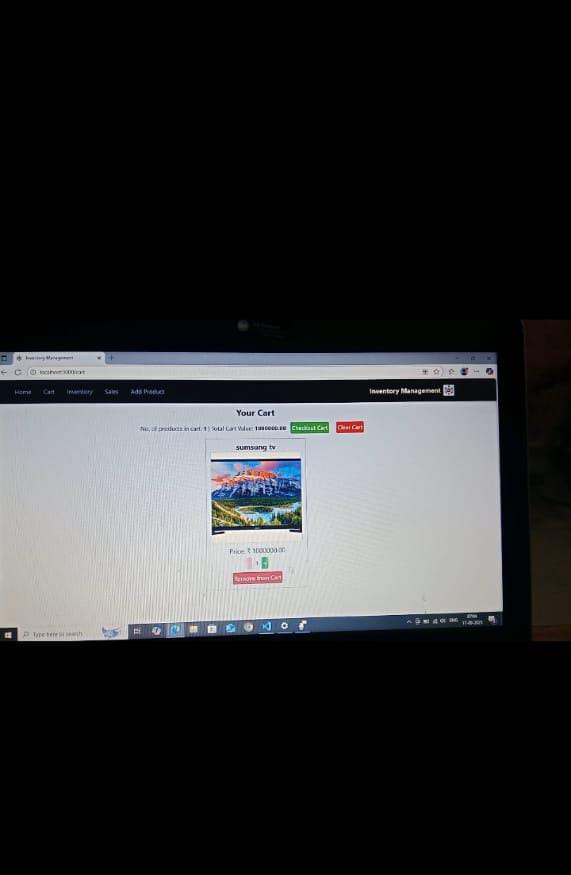 Inventory Management
localhost:3000/cart
Home Cart Inventory Sales Add Product Inventory Management
Your Cart
No. of products in cart: 1 | Total Cart Value: 1000000.00 Checkout Cart Clear Cart
sumsung tv
Price: ₹ 1000000.00
1
Remove from Cart
Type here to search
ENG